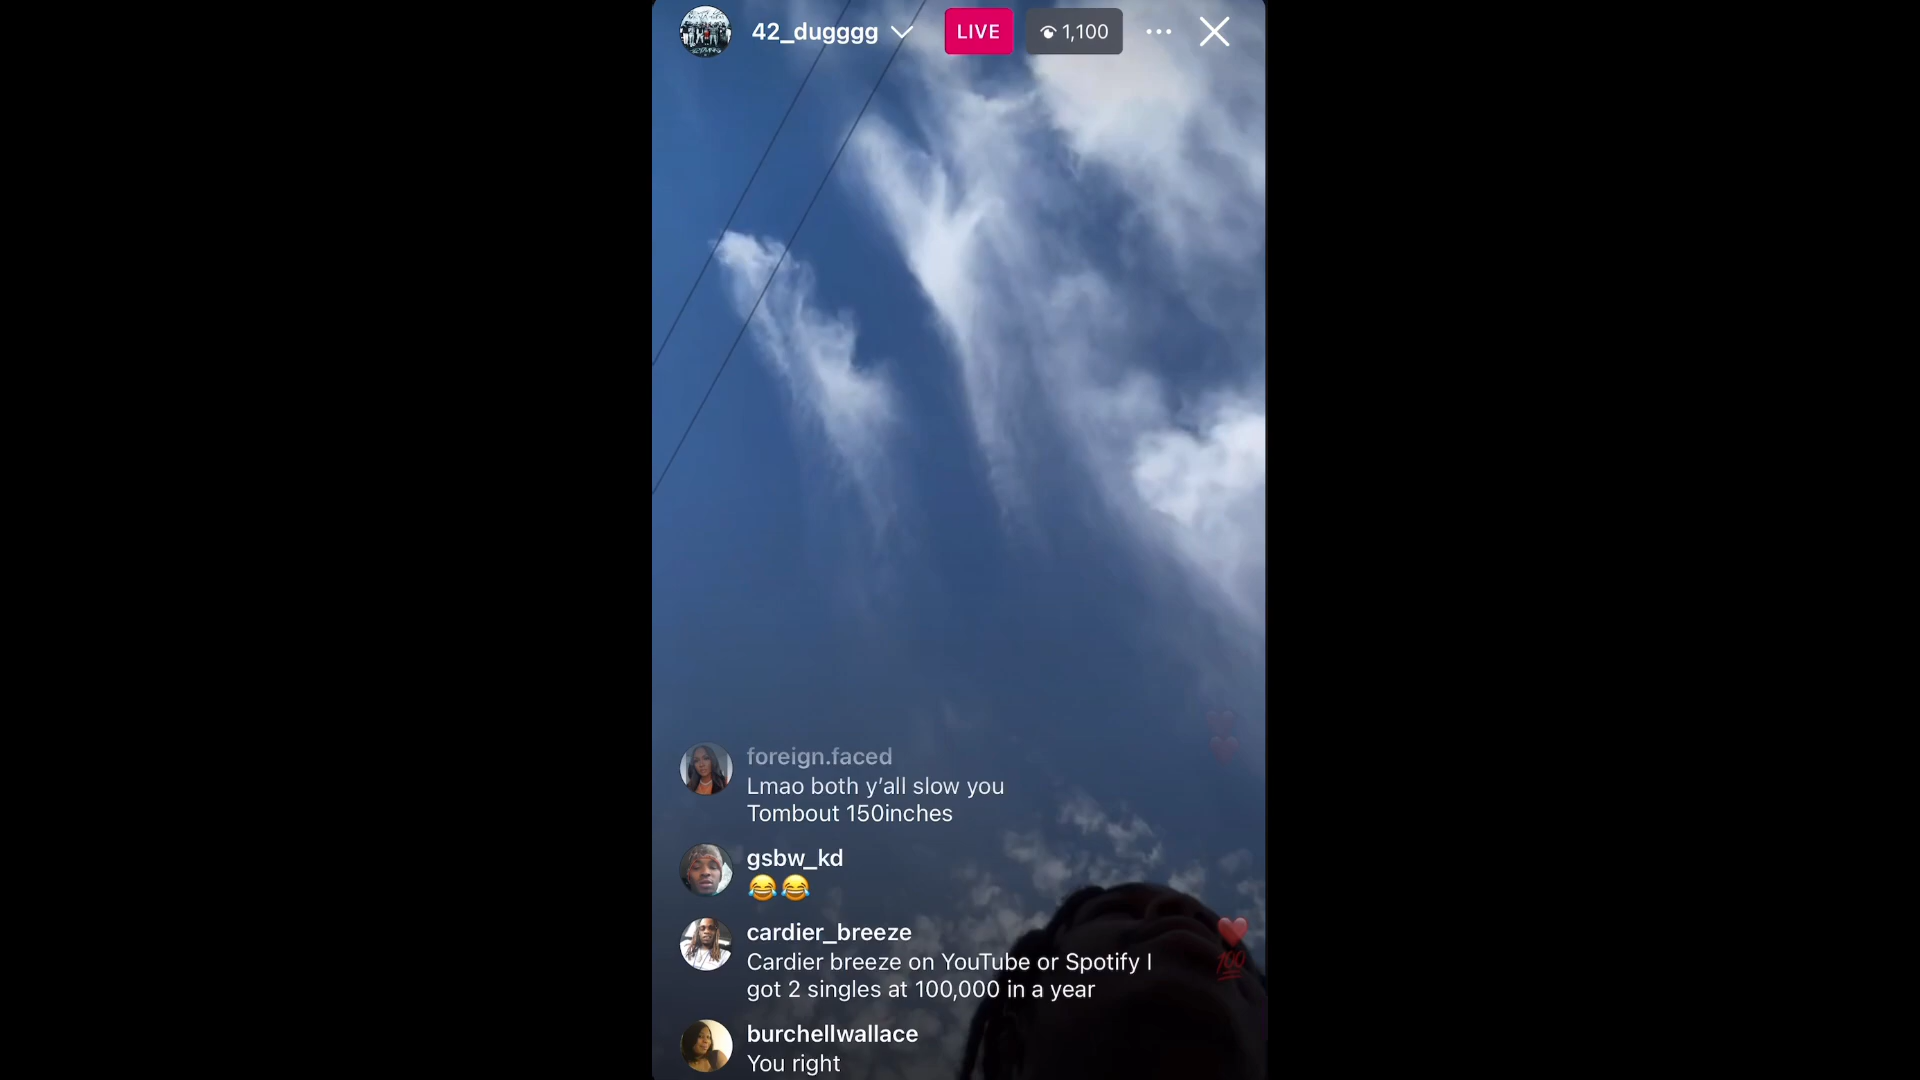 42_dugggg
LIVE
1,100
foreign.faced
Lmao both y’all slow you
Tombout 150inches
gsbw_kd
😂😂
cardier_breeze
Cardier breeze on YouTube or Spotify I
got 2 singles at 100,000 in a year
burchellwallace
You right